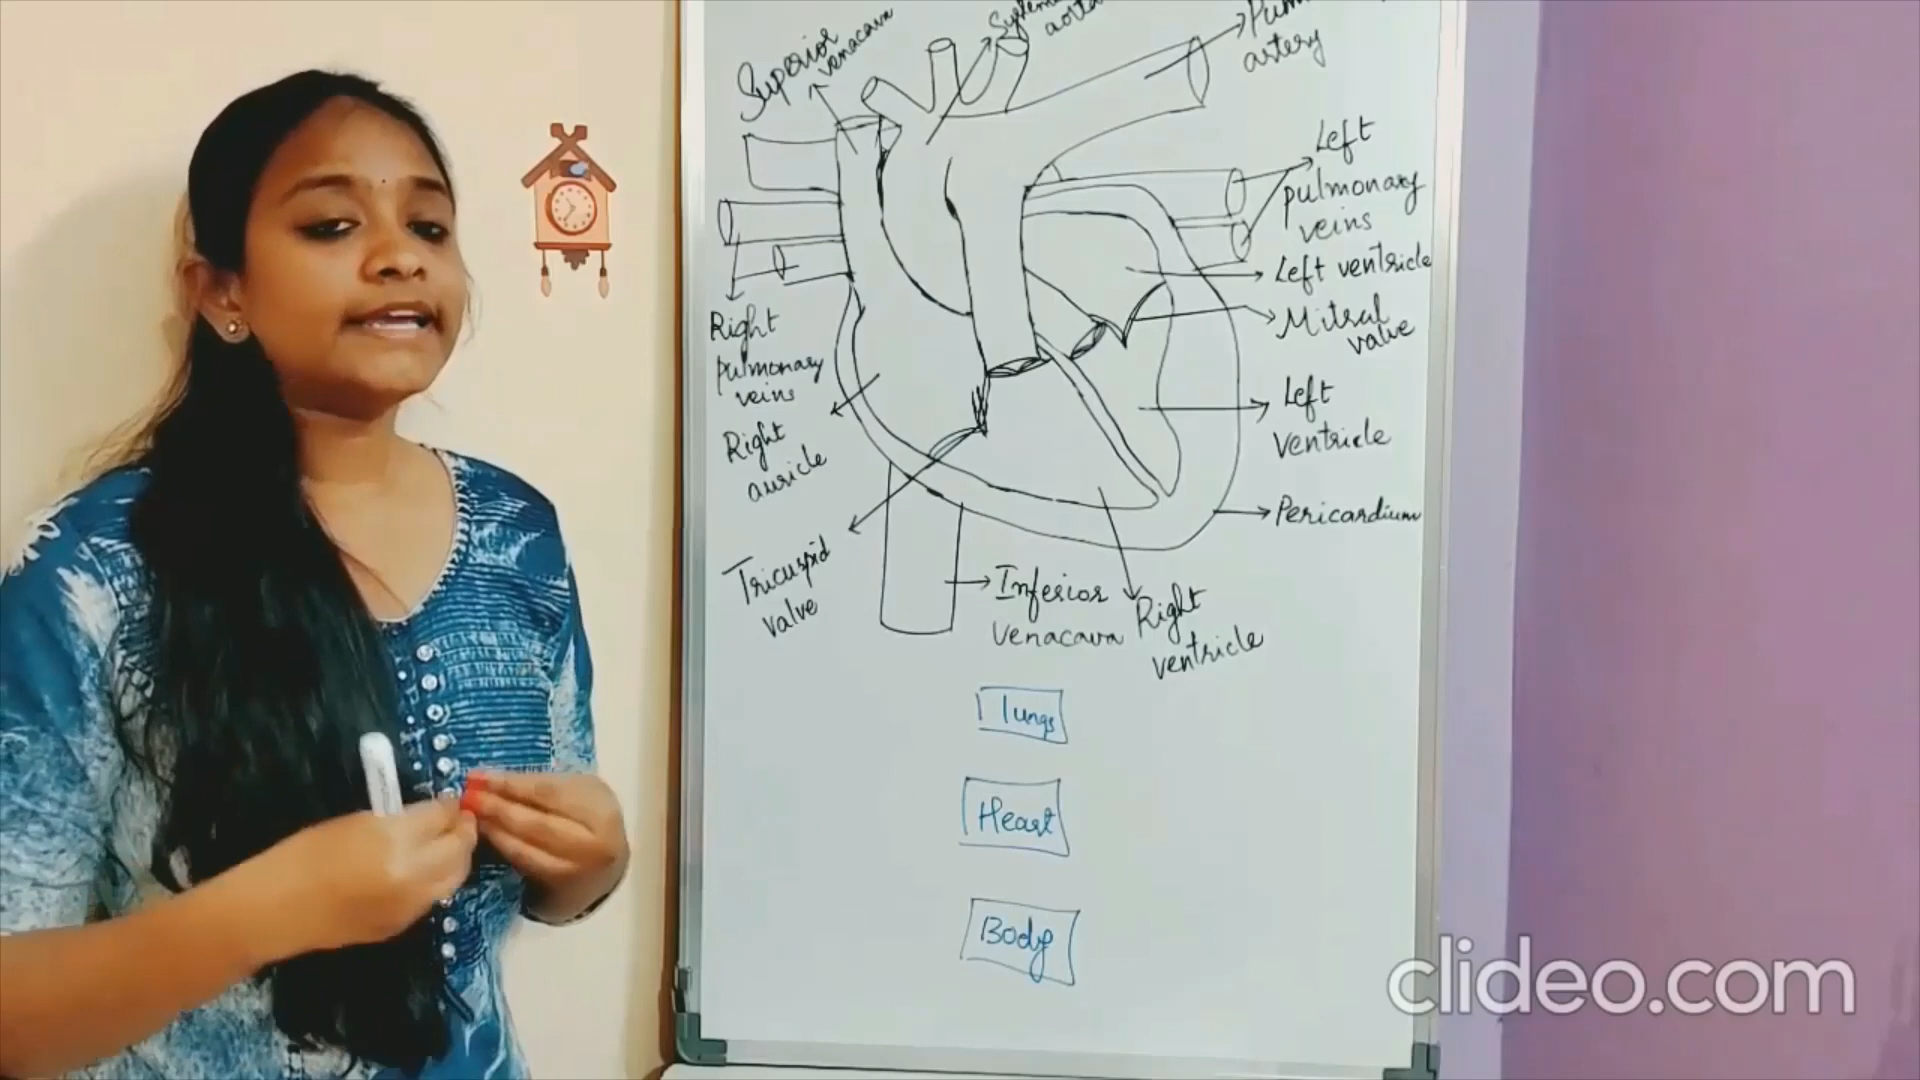 Superior
venacava
aorta
artery
Left
pulmonary
veins
Left ventricle
Mitral
valve
Left
ventricle
Pericardium
Right
pulmonary
veins
Right
auricle
Tricuspid
valve
Inferior
venacava
Right
ventricle
lungs
Heart
Body
clideo.com